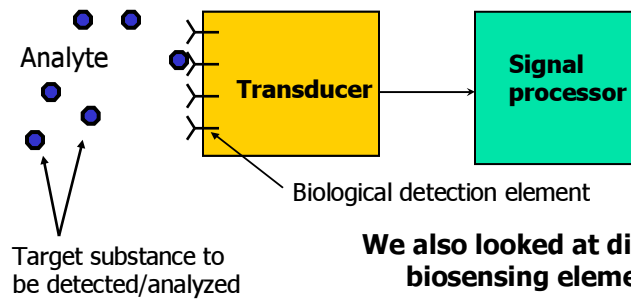 Analyte
Transducer
Signal
processor
Biological detection element
Target substance to
be detected/analyzed
We also looked at di
biosensing eleme